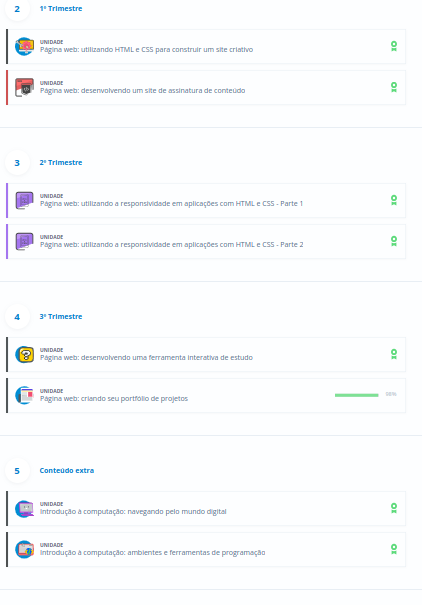 2 1º Trimestre
UNIDADE
Página web: utilizando HTML e CSS para construir um site criativo
UNIDADE
Página web: desenvolvendo um site de assinatura de conteúdo
3 2º Trimestre
UNIDADE
Página web: utilizando a responsividade em aplicações com HTML e CSS - Parte 1
UNIDADE
Página web: utilizando a responsividade em aplicações com HTML e CSS - Parte 2
4 3º Trimestre
UNIDADE
Página web: desenvolvendo uma ferramenta interativa de estudo
UNIDADE
Página web: criando seu portfólio de projetos
5 Conteúdo extra
UNIDADE
Introdução à computação: navegando pelo mundo digital
UNIDADE
Introdução à computação: ambientes e ferramentas de programação